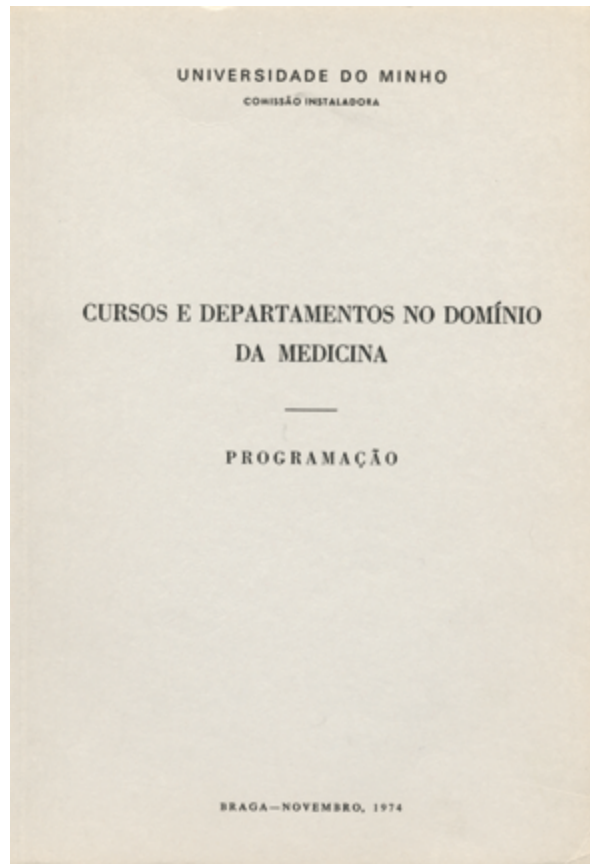 UNIVERSIDADE DO MINHO
COMISSÃO INSTALADORA
CURSOS E DEPARTAMENTOS NO DOMÍNIO
DA MEDICINA
PROGRAMAÇÃO
BRAGA—NOVEMBRO, 1974